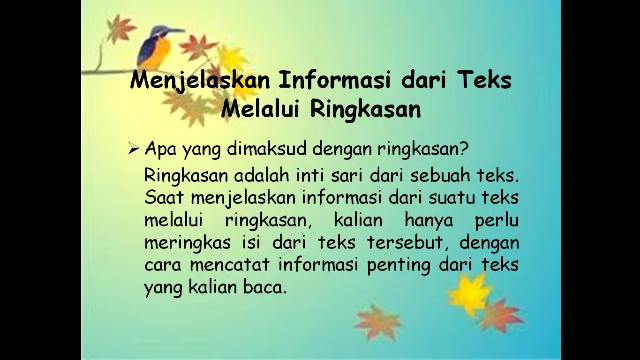 Menjelaskan Informasi dari Teks
Melalui Ringkasan
➢ Apa yang dimaksud dengan ringkasan?
Ringkasan adalah inti sari dari sebuah teks.
Saat menjelaskan informasi dari suatu teks
melalui ringkasan, kalian hanya perlu
meringkas isi dari teks tersebut, dengan
cara mencatat informasi penting dari teks
yang kalian baca.